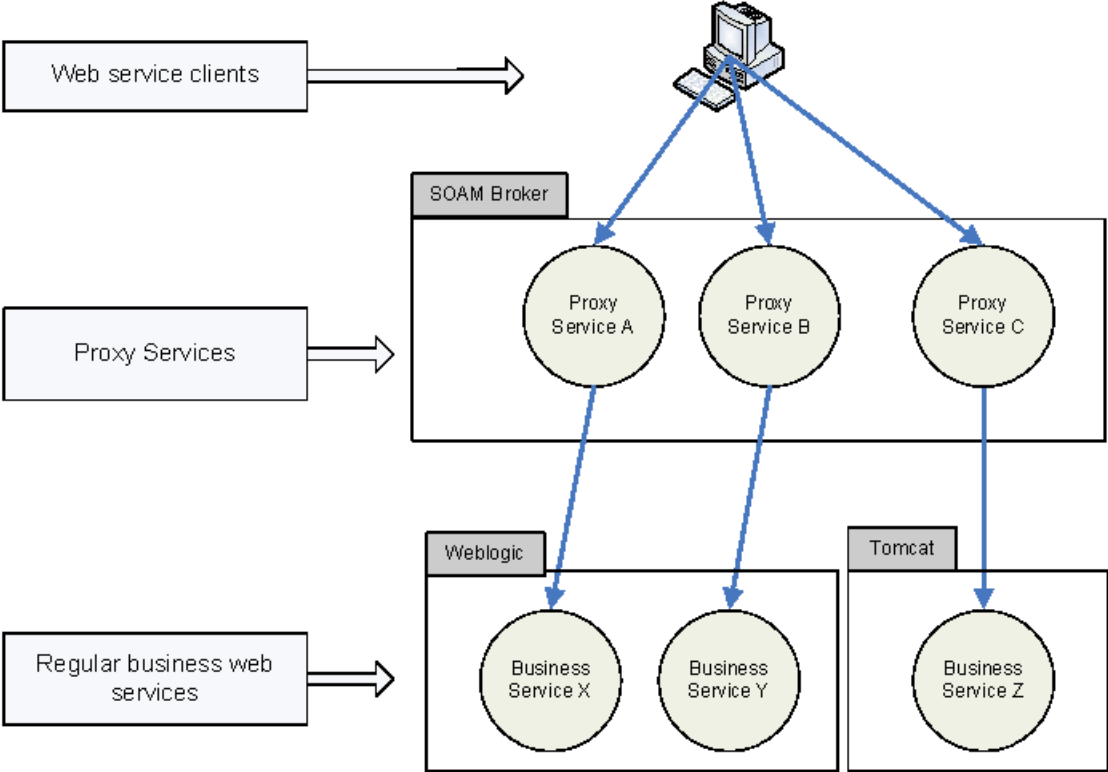 Web service clients
SOAM Broker
Proxy
Service A
Proxy
Service B
Proxy
Service C
Proxy Services
Weblogic
Tomcat
Regular business web
services
Business
Service X
Business
Service Y
Business
Service Z